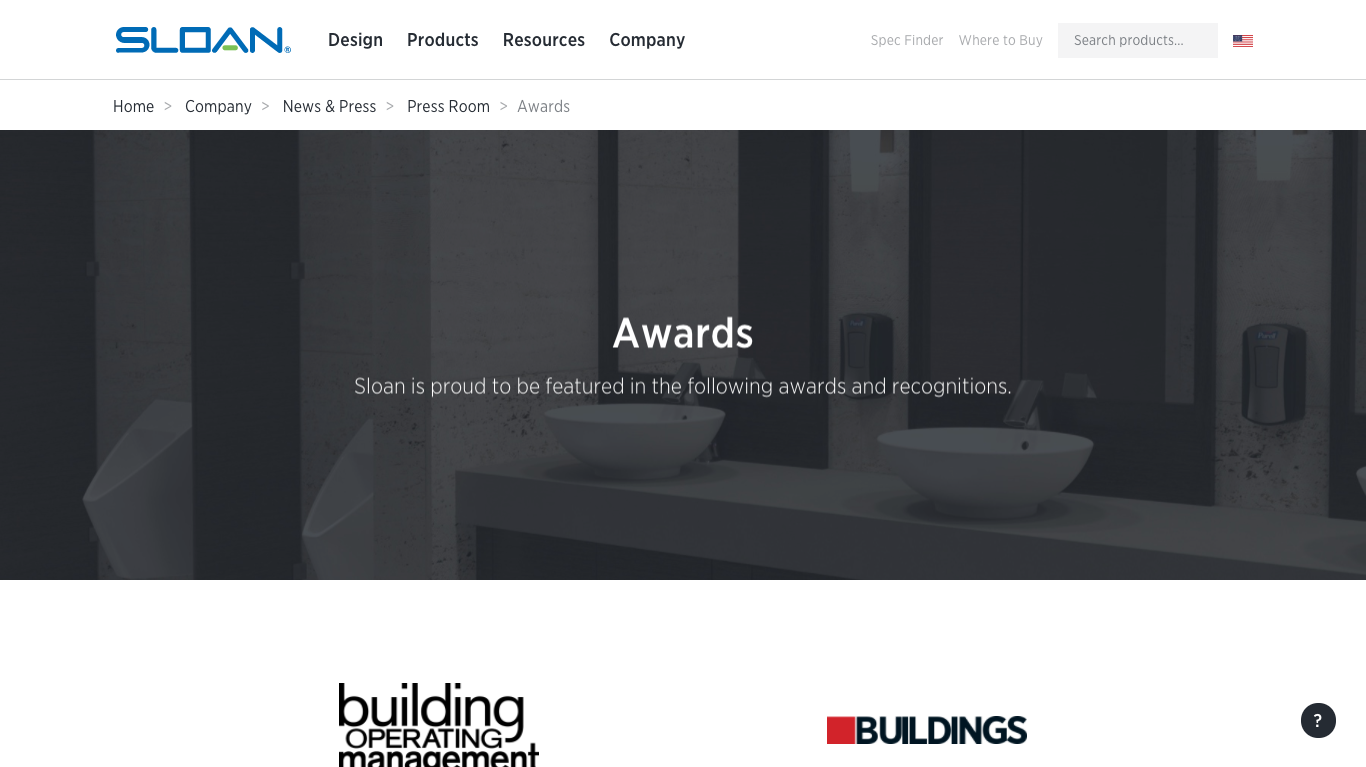 SLOAN®
Design Products Resources Company
Spec Finder Where to Buy Search products...
Home > Company > News & Press > Press Room > Awards
Awards
Sloan is proud to be featured in the following awards and recognitions.
building
OPERATING
management
BUILDINGS
?